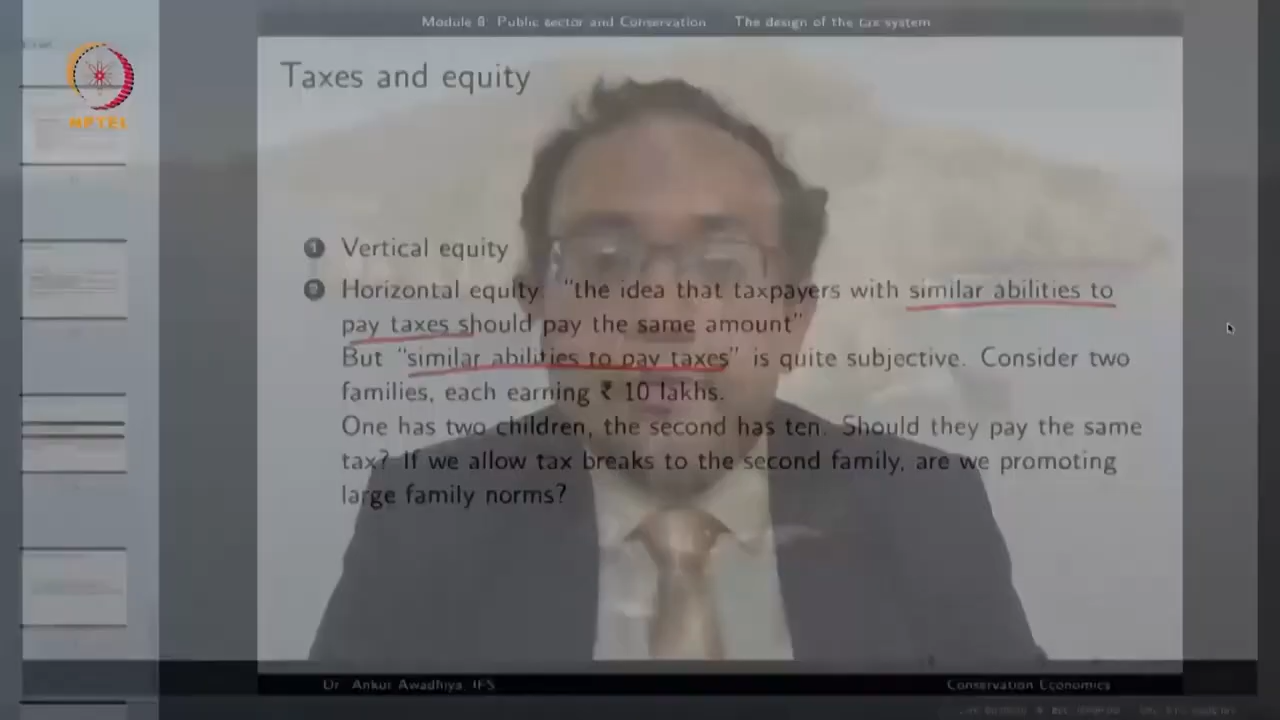 Module 8: Public sector and Conservation The design of the tax system
Taxes and equity
NPTEL
1 Vertical equity
2 Horizontal equity: "the idea that taxpayers with similar abilities to
pay taxes should pay the same amount"
But "similar abilities to pay taxes" is quite subjective. Consider two
families, each earning ₹ 10 lakhs.
One has two children, the second has ten. Should they pay the same
tax? If we allow tax breaks to the second family, are we promoting
large family norms?
Dr. Ankur Awadhiya, IFS Conservation Economics